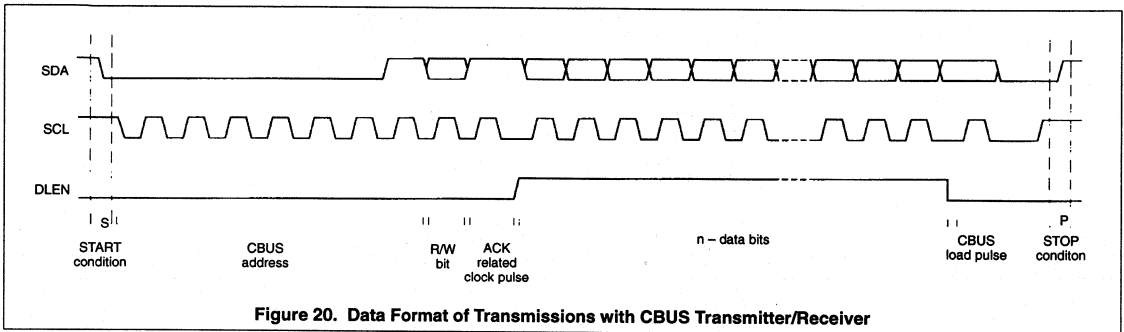 SDA
SCL
DLEN
S
P
START
condition
CBUS
address
R/W
bit
ACK
related
clock pulse
n – data bits
CBUS
load pulse
STOP
conditon
Figure 20. Data Format of Transmissions with CBUS Transmitter/Receiver